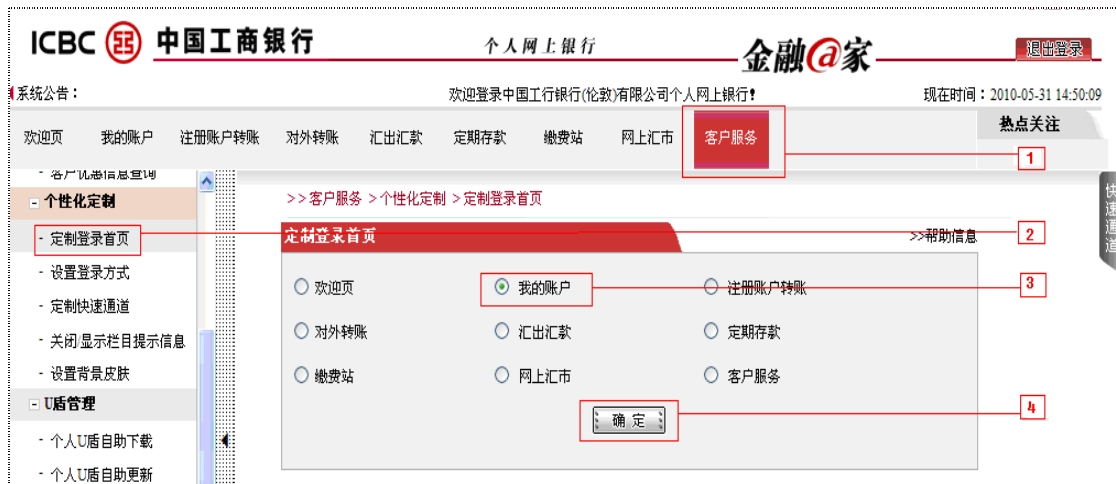 ICBC 中国工商银行 个人网上银行 金融@家 退出登录
系统公告： 欢迎登录中国工行银行(伦敦)有限公司个人网上银行！ 现在时间：2010-05-31 14:50:09
欢迎页 我的账户 注册账户转账 对外转账 汇出汇款 定期存款 缴费站 网上汇市 客户服务 热点关注
1
- 客户优惠信息查询
- 个性化定制 >>客户服务 >个性化定制 >定制登录首页
快速通道
- 定制登录首页 定制登录首页 >>帮助信息 2
- 设置登录方式 欢迎页 我的账户 注册账户转账 3
- 定制快速通道
- 关闭/显示栏目提示信息 对外转账 汇出汇款 定期存款
- 设置背景皮肤 缴费站 网上汇市 客户服务
- U盾管理 确 定 4
- 个人U盾自助下载
- 个人U盾自助更新